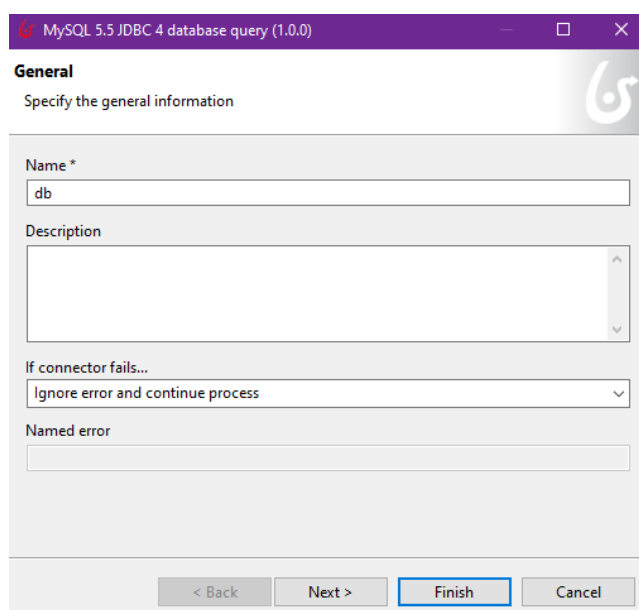 MySQL 5.5 JDBC 4 database query (1.0.0)
General
Specify the general information
Name *
db
Description
If connector fails...
Ignore error and continue process
Named error
< Back Next > Finish Cancel